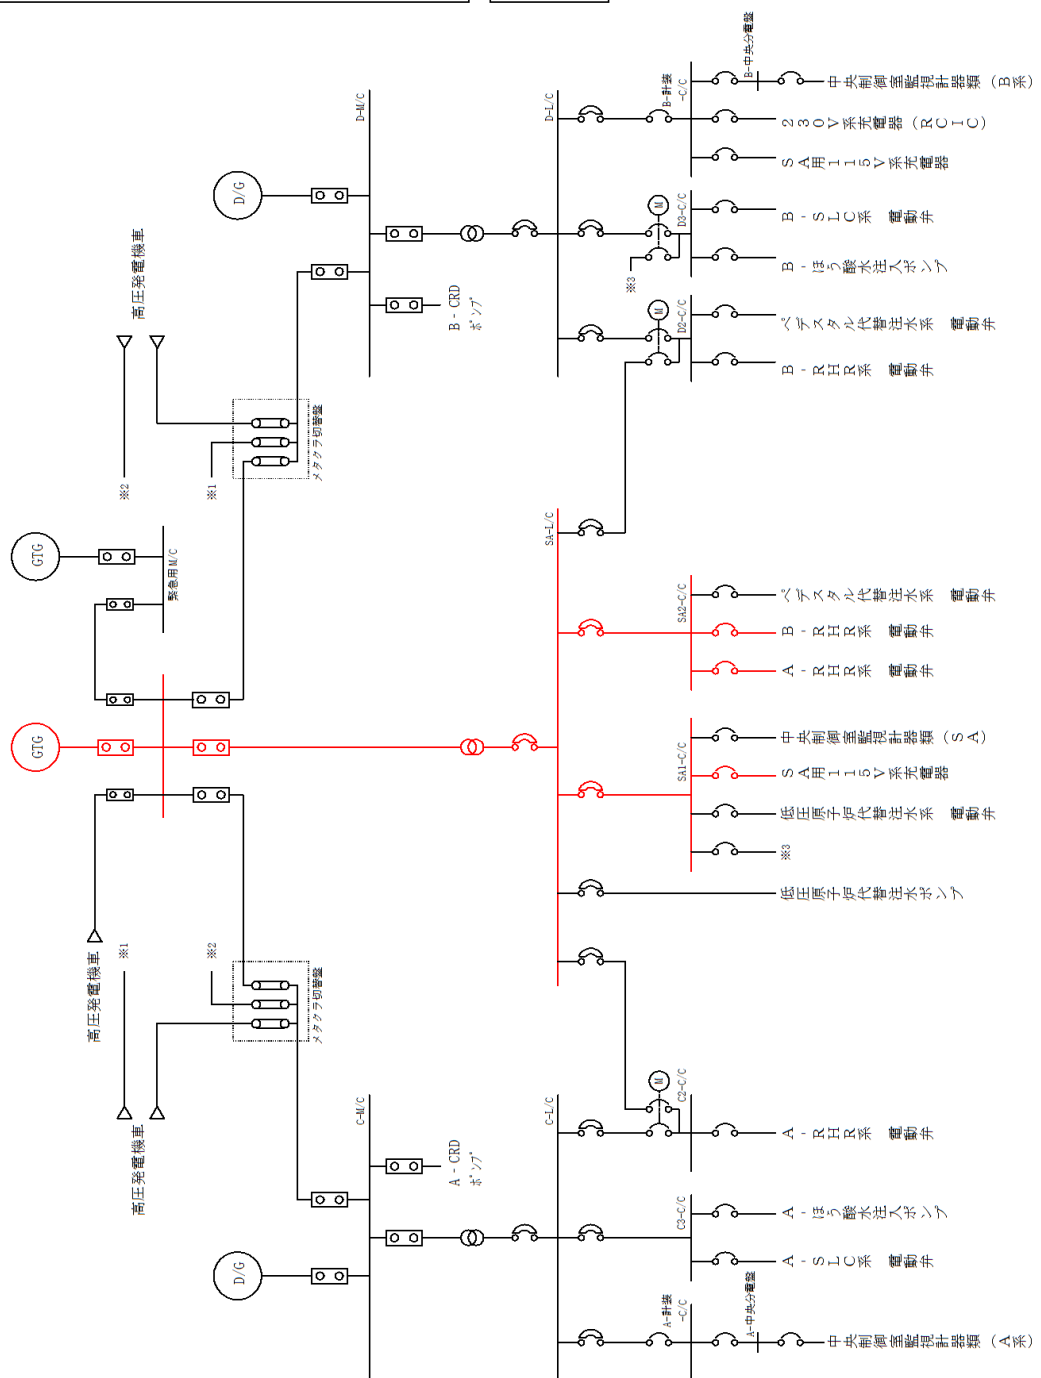 B-中央分電盤
中央制御室監視計器類（B系）
B-計装
-C/C
230V系充電器（RCIC）
SA用115V系充電器
D-M/C
D-L/C
D/G
D3-C/C
M
B-SLC系 電動弁
B-ほう酸水注入ポンプ
※3
高圧発電機車
B-CRD
ポンプ
D2-C/C
M
ペデスタル代替注水系 電動弁
B-RHR系 電動弁
メタクラ切替盤
※2
※1
GTG
緊急用M/C
SA-L/C
SA2-C/C
ペデスタル代替注水系 電動弁
B-RHR系 電動弁
A-RHR系 電動弁
GTG
SA1-C/C
中央制御室監視計器類（SA）
SA用115V系充電器
低圧原子炉代替注水系 電動弁
※3
低圧原子炉代替注水ポンプ
高圧発電機車
※1
※2
メタクラ切替盤
高圧発電機車
C-M/C
C-L/C
M
C2-C/C
A-RHR系 電動弁
A-CRD
ポンプ
C3-C/C
A-ほう酸水注入ポンプ
A-SLC系 電動弁
D/G
A-計装
-C/C
A-中央分電盤
中央制御室監視計器類（A系）